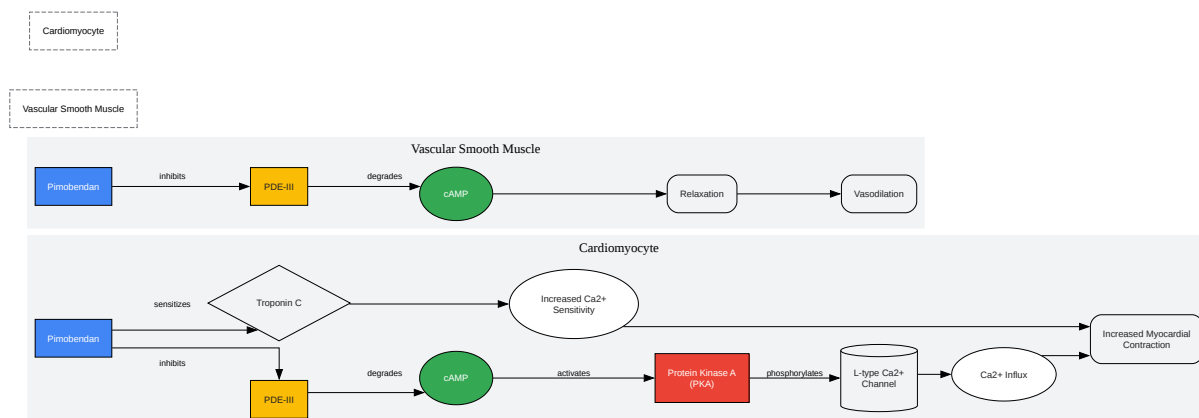 Cardiomyocyte
Vascular Smooth Muscle
Vascular Smooth Muscle
Pimobendan
inhibits
PDE-III
degrades
cAMP
Relaxation
Vasodilation
Cardiomyocyte
Pimobendan
sensitizes
Troponin C
Increased Ca2+
Sensitivity
inhibits
PDE-III
degrades
cAMP
activates
Protein Kinase A
(PKA)
phosphorylates
L-type Ca2+
Channel
Ca2+ Influx
Increased Myocardial
Contraction